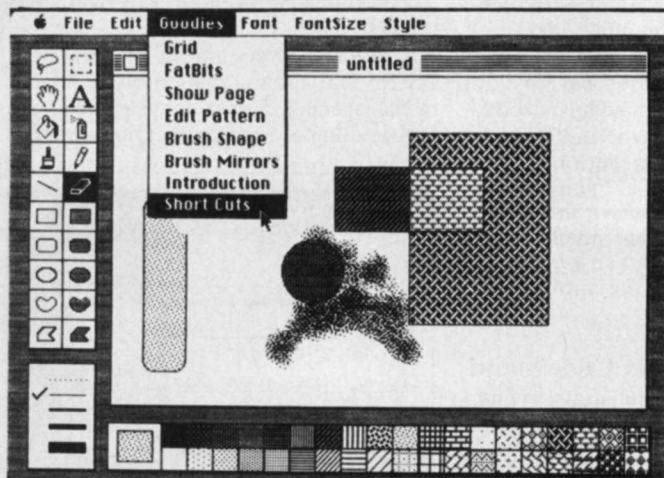 File Edit Goodies Font FontSize Style
untitled
Grid
FatBits
Show Page
Edit Pattern
Brush Shape
Brush Mirrors
Introduction
Short Cuts
A